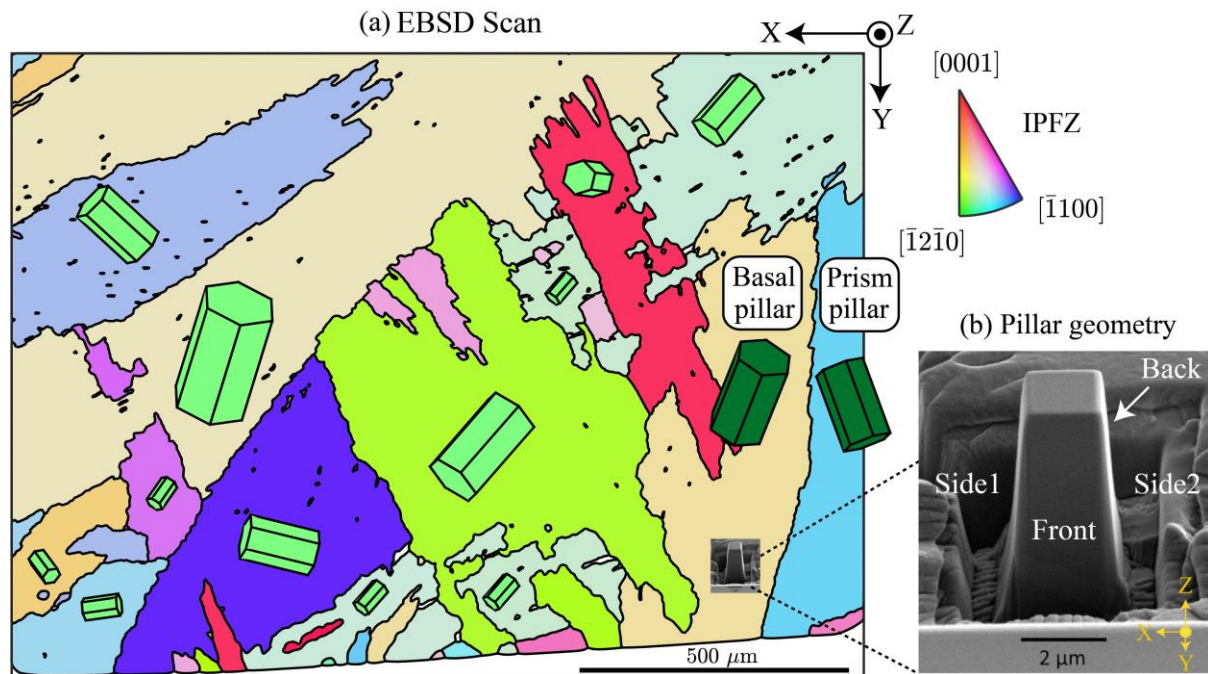 (a) EBSD Scan
X
Z
Y
[0001]
IPFZ
[1̄100]
[1̄21̄0]
Basal
pillar
Prism
pillar
(b) Pillar geometry
Back
Side1
Side2
Front
Z
X
Y
2 μm
500 μm